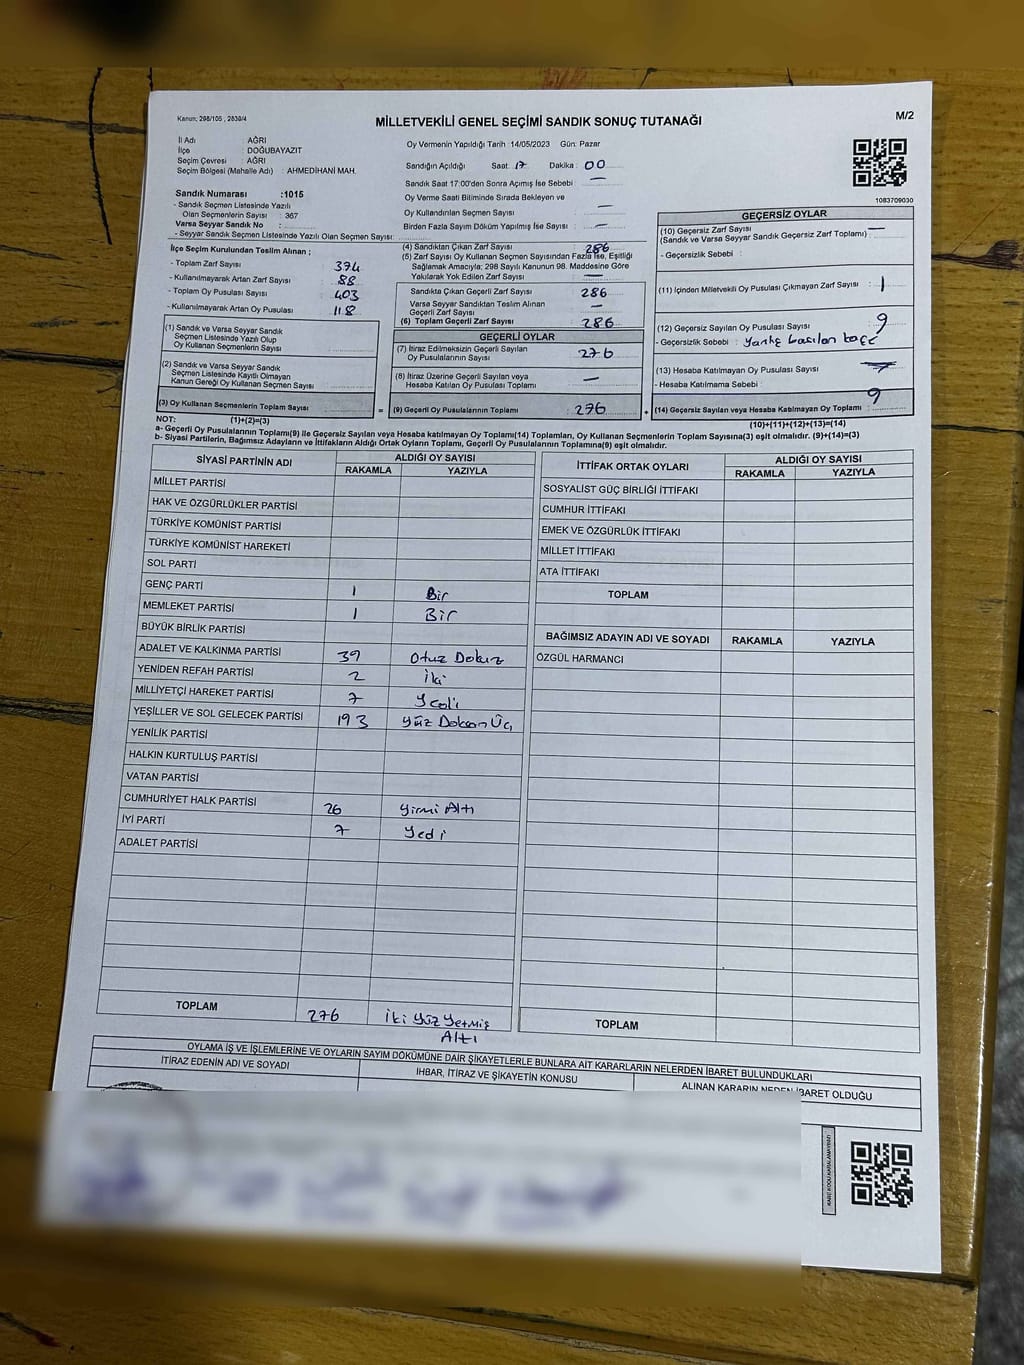 Kanun; 298/105 , 2839/4
MİLLETVEKİLİ GENEL SEÇİMİ SANDIK SONUÇ TUTANAĞI
M/2
İl Adı : AĞRI
İlçe : DOĞUBAYAZIT
Seçim Çevresi : AĞRI
Seçim Bölgesi (Mahalle Adı) : AHMEDİHANİ MAH.
Sandık Numarası :1015
- Sandık Seçmen Listesinde Yazılı
Olan Seçmenlerin Sayısı : 367
Varsa Seyyar Sandık No :
- Seyyar Sandık Seçmen Listesinde Yazılı Olan Seçmen Sayısı:
İlçe Seçim Kurulundan Teslim Alınan ;
- Toplam Zarf Sayısı : 374
- Kullanılmayarak Artan Zarf Sayısı : 88
- Toplam Oy Pusulası Sayısı : 403
- Kullanılmayarak Artan Oy Pusulası : 118
(1) Sandık ve Varsa Seyyar Sandık
Seçmen Listesinde Yazılı Olup
Oy Kullanan Seçmenlerin Sayısı :
(2) Sandık ve Varsa Seyyar Sandık
Seçmen Listesinde Kayıtlı Olmayan
Kanun Gereği Oy Kullanan Seçmen Sayısı :
(3) Oy Kullanan Seçmenlerin Toplam Sayısı :
(1)+(2)=(3)
Oy Vermenin Yapıldığı Tarih :14/05/2023 Gün: Pazar
Sandığın Açıldığı Saat : 17 Dakika : 00
Sandık Saat 17:00'den Sonra Açımış İse Sebebi : —
Oy Verme Saati Bitiminde Sırada Bekleyen ve
Oy Kullandırılan Seçmen Sayısı : —
Birden Fazla Sayım Döküm Yapılmış İse Sayısı : —
(4) Sandıktan Çıkan Zarf Sayısı : 286
(5) Zarf Sayısı Oy Kullanan Seçmen Sayısından Fazla İse, Eşitliği
Sağlamak Amacıyla; 298 Sayılı Kanunun 98. Maddesine Göre
Yakılarak Yok Edilen Zarf Sayısı : —
Sandıkta Çıkan Geçerli Zarf Sayısı : 286
Varsa Seyyar Sandıktan Teslim Alınan
Geçerli Zarf Sayısı : —
(6) Toplam Geçerli Zarf Sayısı : 286
GEÇERLİ OYLAR
(7) İtiraz Edilmeksizin Geçerli Sayılan
Oy Pusulalarının Sayısı : 276
(8) İtiraz Üzerine Geçerli Sayılan veya
Hesaba Katılan Oy Pusulası Toplamı : —
= (9) Geçerli Oy Pusulalarının Toplamı : 276 +
1083709030
GEÇERSİZ OYLAR
(10) Geçersiz Zarf Sayısı : —
(Sandık ve Varsa Seyyar Sandık Geçersiz Zarf Toplamı)
- Geçersizlik Sebebi :
(11) İçinden Milletvekili Oy Pusulası Çıkmayan Zarf Sayısı : 1
(12) Geçersiz Sayılan Oy Pusulası Sayısı : 9
- Geçersizlik Sebebi : basılan
(13) Hesaba Katılmayan Oy Pusulası Sayısı :
- Hesaba Katılmama Sebebi :
(14) Geçersiz Sayılan veya Hesaba Katılmayan Oy Toplamı : 9
(10)+(11)+(12)+(13)=(14)
NOT:
a- Geçerli Oy Pusulalarının Toplamı(9) ile Geçersiz Sayılan veya Hesaba katılmayan Oy Toplamı(14) Toplamları, Oy Kullanan Seçmenlerin Toplam Sayısına(3) eşit olmalıdır. (9)+(14)=(3)
b- Siyasi Partilerin, Bağımsız Adayların ve İttifakların Aldığı Ortak Oyların Toplamı, Geçerli Oy Pusulalarının Toplamına(9) eşit olmalıdır.
SİYASİ PARTİNİN ADI ALDIĞI OY SAYISI
RAKAMLA YAZIYLA
MİLLET PARTİSİ
HAK VE ÖZGÜRLÜKLER PARTİSİ
TÜRKİYE KOMÜNİST PARTİSİ
TÜRKİYE KOMÜNİST HAREKETİ
SOL PARTİ
GENÇ PARTİ 1 Bir
MEMLEKET PARTİSİ 1 Bir
BÜYÜK BİRLİK PARTİSİ
ADALET VE KALKINMA PARTİSİ 39 Otuz Dokuz
YENİDEN REFAH PARTİSİ 2 İki
MİLLİYETÇİ HAREKET PARTİSİ 7 Yedi
YEŞİLLER VE SOL GELECEK PARTİSİ 193 Yüz Doksan Üç
YENİLİK PARTİSİ
HALKIN KURTULUŞ PARTİSİ
VATAN PARTİSİ
CUMHURİYET HALK PARTİSİ 26 Yirmi Altı
İYİ PARTİ 7 Yedi
ADALET PARTİSİ
TOPLAM 276 İki Yüz Yetmiş
Altı
İTTİFAK ORTAK OYLARI ALDIĞI OY SAYISI
RAKAMLA YAZIYLA
SOSYALİST GÜÇ BİRLİĞİ İTTİFAKI
CUMHUR İTTİFAKI
EMEK VE ÖZGÜRLÜK İTTİFAKI
MİLLET İTTİFAKI
ATA İTTİFAKI
TOPLAM
BAĞIMSIZ ADAYIN ADI VE SOYADI RAKAMLA YAZIYLA
ÖZGÜL HARMANCI
TOPLAM
OYLAMA İŞ VE İŞLEMLERİNE VE OYLARIN SAYIM DÖKÜMÜNE DAİR ŞİKAYETLERLE BUNLARA AİT KARARLARIN NELERDEN İBARET BULUNDUKLARI
İTİRAZ EDENİN ADI VE SOYADI İHBAR, İTİRAZ VE ŞİKAYETİN KONUSU ALINAN KARARIN NEDEN İBARET OLDUĞU